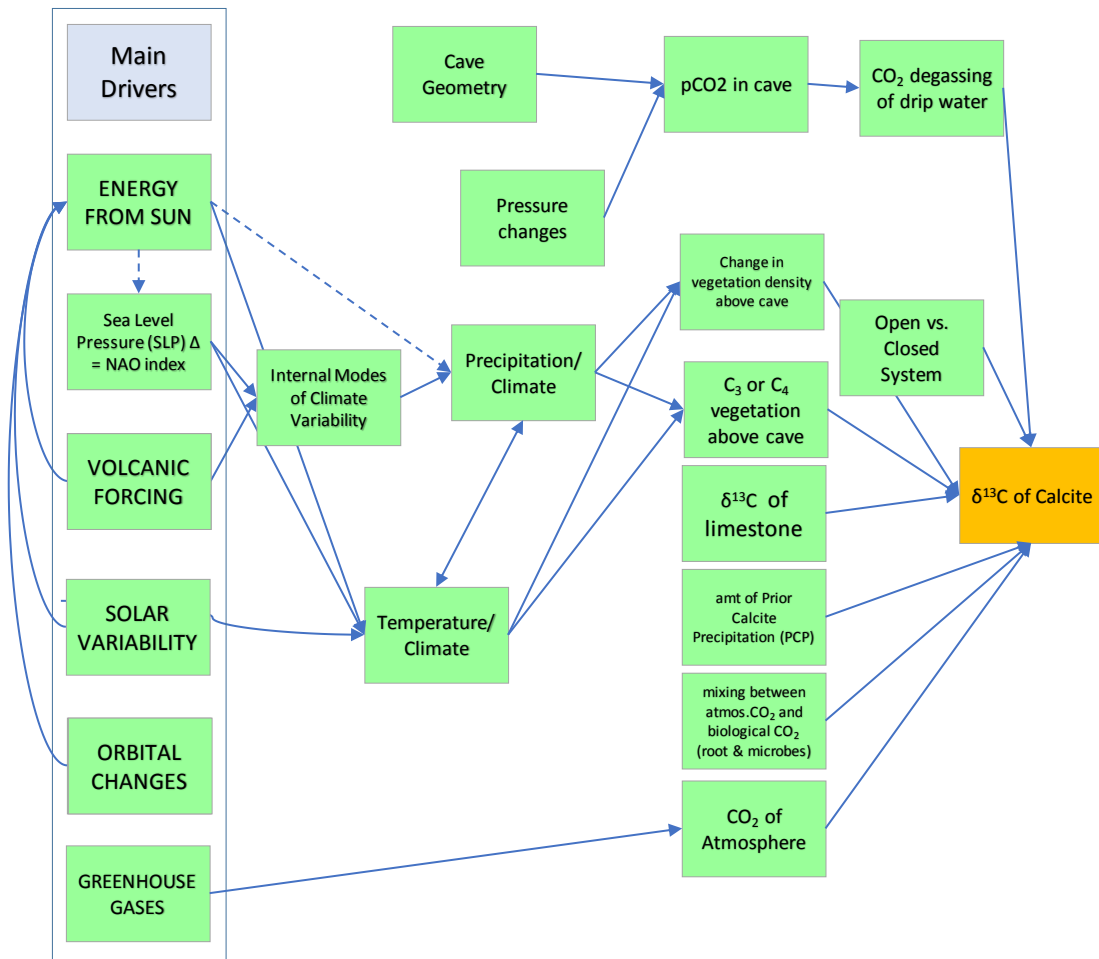 Main
Drivers
ENERGY
FROM SUN
Sea Level
Pressure (SLP) Δ
= NAO index
VOLCANIC
FORCING
SOLAR
VARIABILITY
ORBITAL
CHANGES
GREENHOUSE
GASES
Internal Modes
of Climate
Variability
Cave
Geometry
Pressure
changes
Precipitation/
Climate
Temperature/
Climate
pCO2 in cave
CO₂ degassing
of drip water
Change in
vegetation density
above cave
Open vs.
Closed
System
C₃ or C₄
vegetation
above cave
δ¹³C of
limestone
amt of Prior
Calcite
Precipitation (PCP)
mixing between
atmos.CO₂ and
biological CO₂
(root & microbes)
CO₂ of
Atmosphere
δ¹³C of Calcite